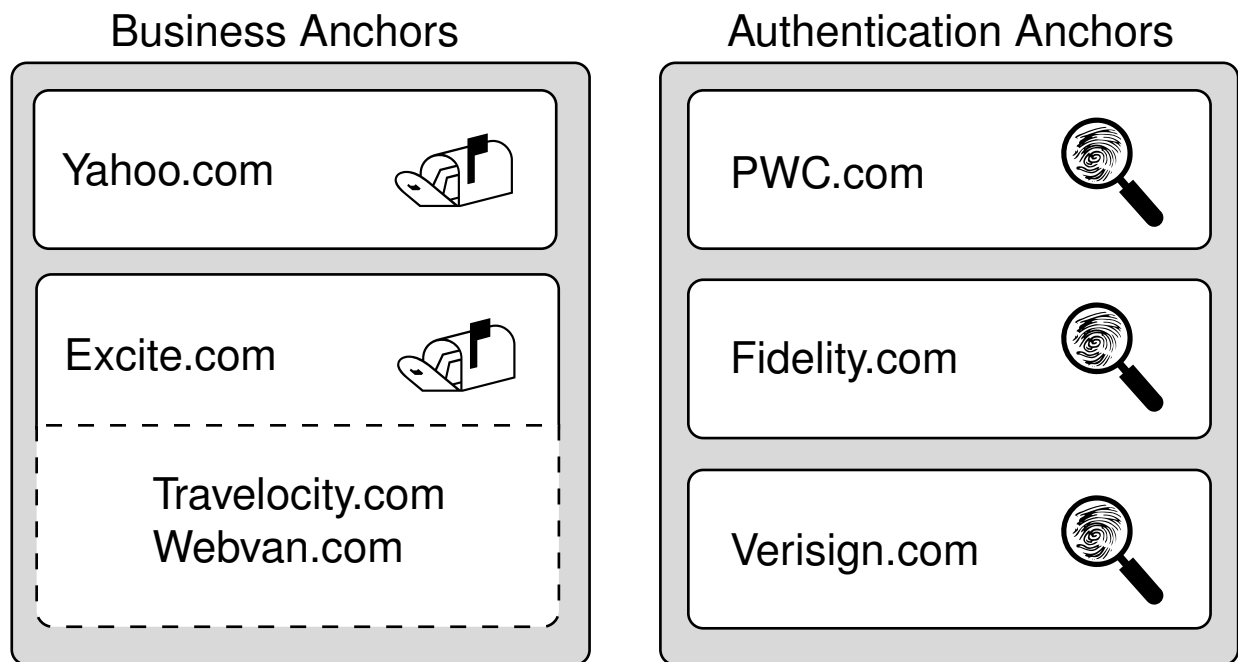 Business Anchors
Yahoo.com
Excite.com
Travelocity.com
Webvan.com
Authentication Anchors
PWC.com
Fidelity.com
Verisign.com